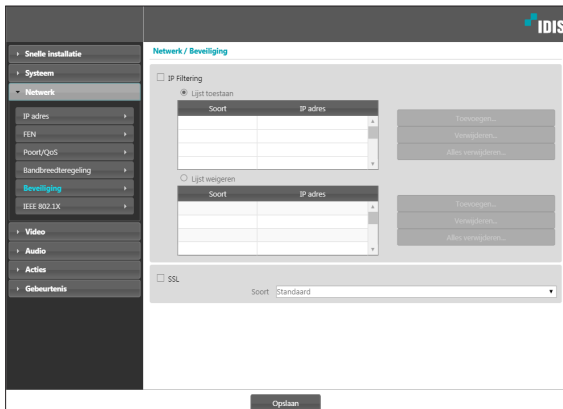 IDIS
Snelle installatie
Systeem
Netwerk
IP adres
FEN
Poort/QoS
Bandbreedteregeling
Beveiliging
IEEE 802.1X
Video
Audio
Acties
Gebeurtenis
Netwerk / Beveiliging
IP Filtering
Lijst toestaan
Soort IP adres
Toevoegen...
Verwijderen...
Alles verwijderen...
Lijst weigeren
Soort IP adres
Toevoegen...
Verwijderen...
Alles verwijderen...
SSL
Soort Standaard
Opslaan